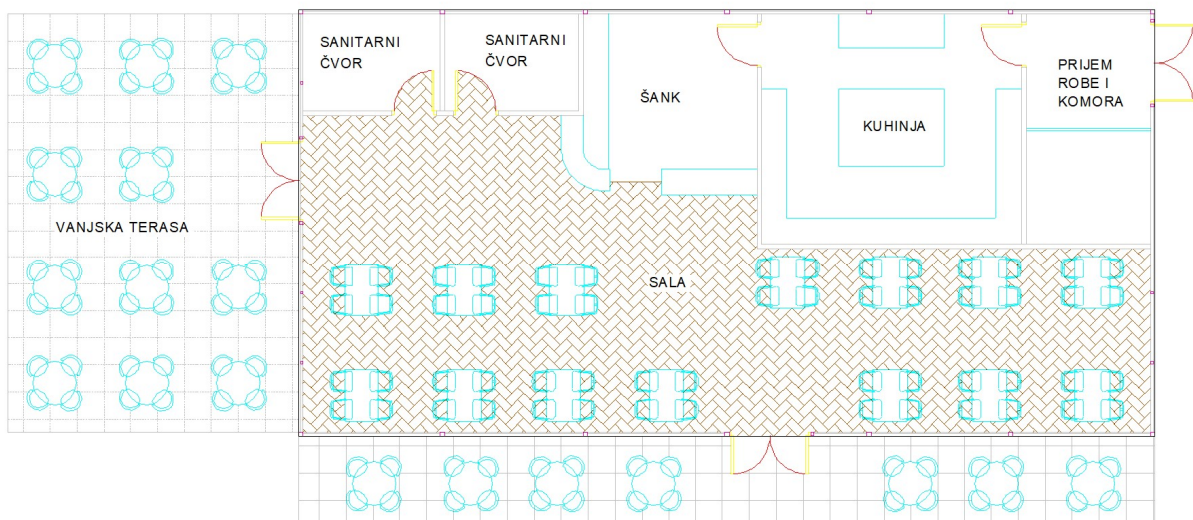 SANITARNI
ČVOR
SANITARNI
ČVOR
ŠANK
KUHINJA
PRIJEM
ROBE I
KOMORA
VANJSKA TERASA
SALA